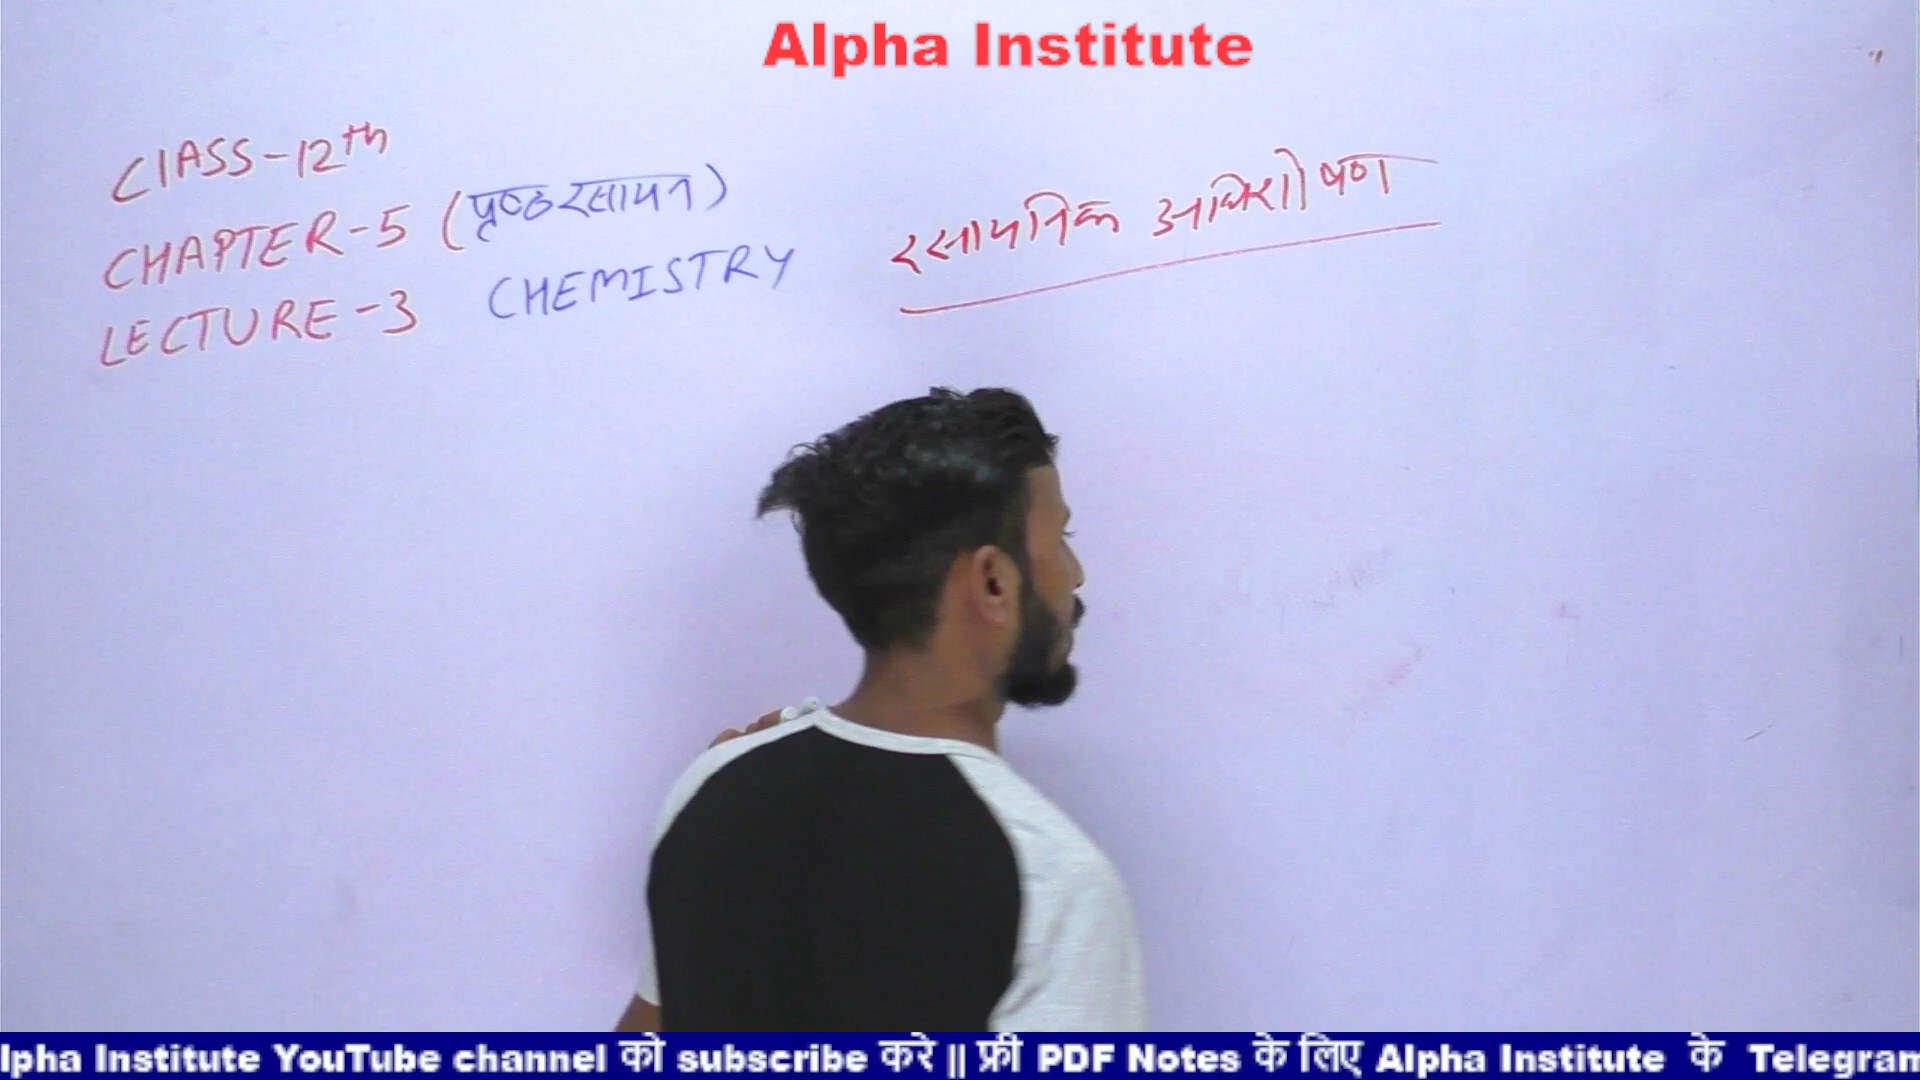 Alpha Institute
CLASS-12th
CHAPTER-5 (पृष्ठ रसायन)
LECTURE-3 CHEMISTRY
रसायनिक अधिशोषण
lpha Institute YouTube channel को subscribe करे || फ्री PDF Notes के लिए Alpha Institute के Telegram